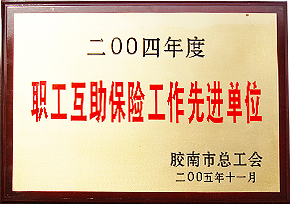 二00四年度
职工互助保险工作先进单位
胶南市总工会
二00五年十一月